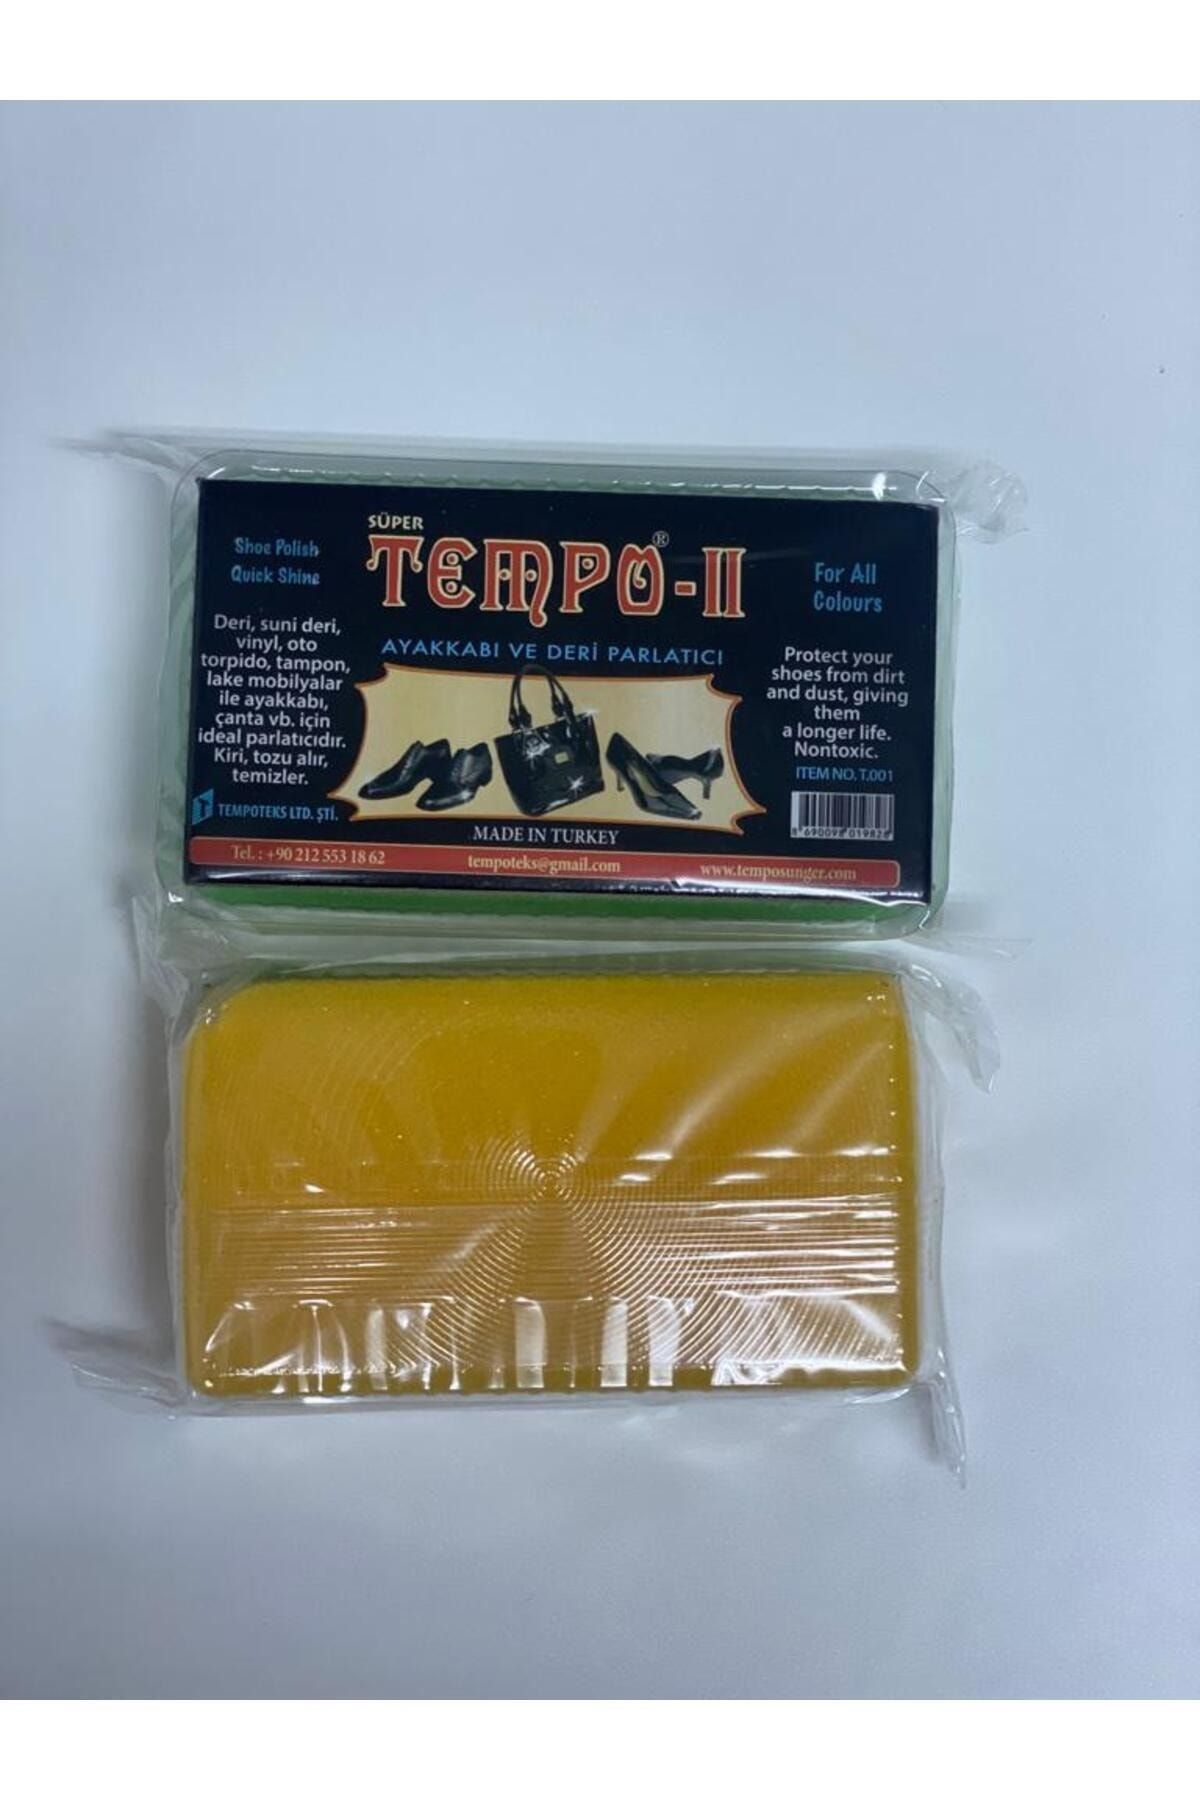 SÜPER
TEMPO®-II
Shoe Polish
Quick Shine
For All
Colours
AYAKKABI VE DERİ PARLATICI
Deri, suni deri,
vinyl, oto
torpido, tampon,
lake mobilyalar
ile ayakkabı,
çanta vb. için
ideal parlatıcıdır.
Kiri, tozu alır,
temizler.
Protect your
shoes from dirt
and dust, giving
them
a longer life.
Nontoxic.
ITEM NO. T.001
TEMPOTEKS LTD. ŞTİ.
MADE IN TURKEY
8 690098 019828
Tel. : +90 212 553 18 62
tempoteks@gmail.com
www.temposunger.com